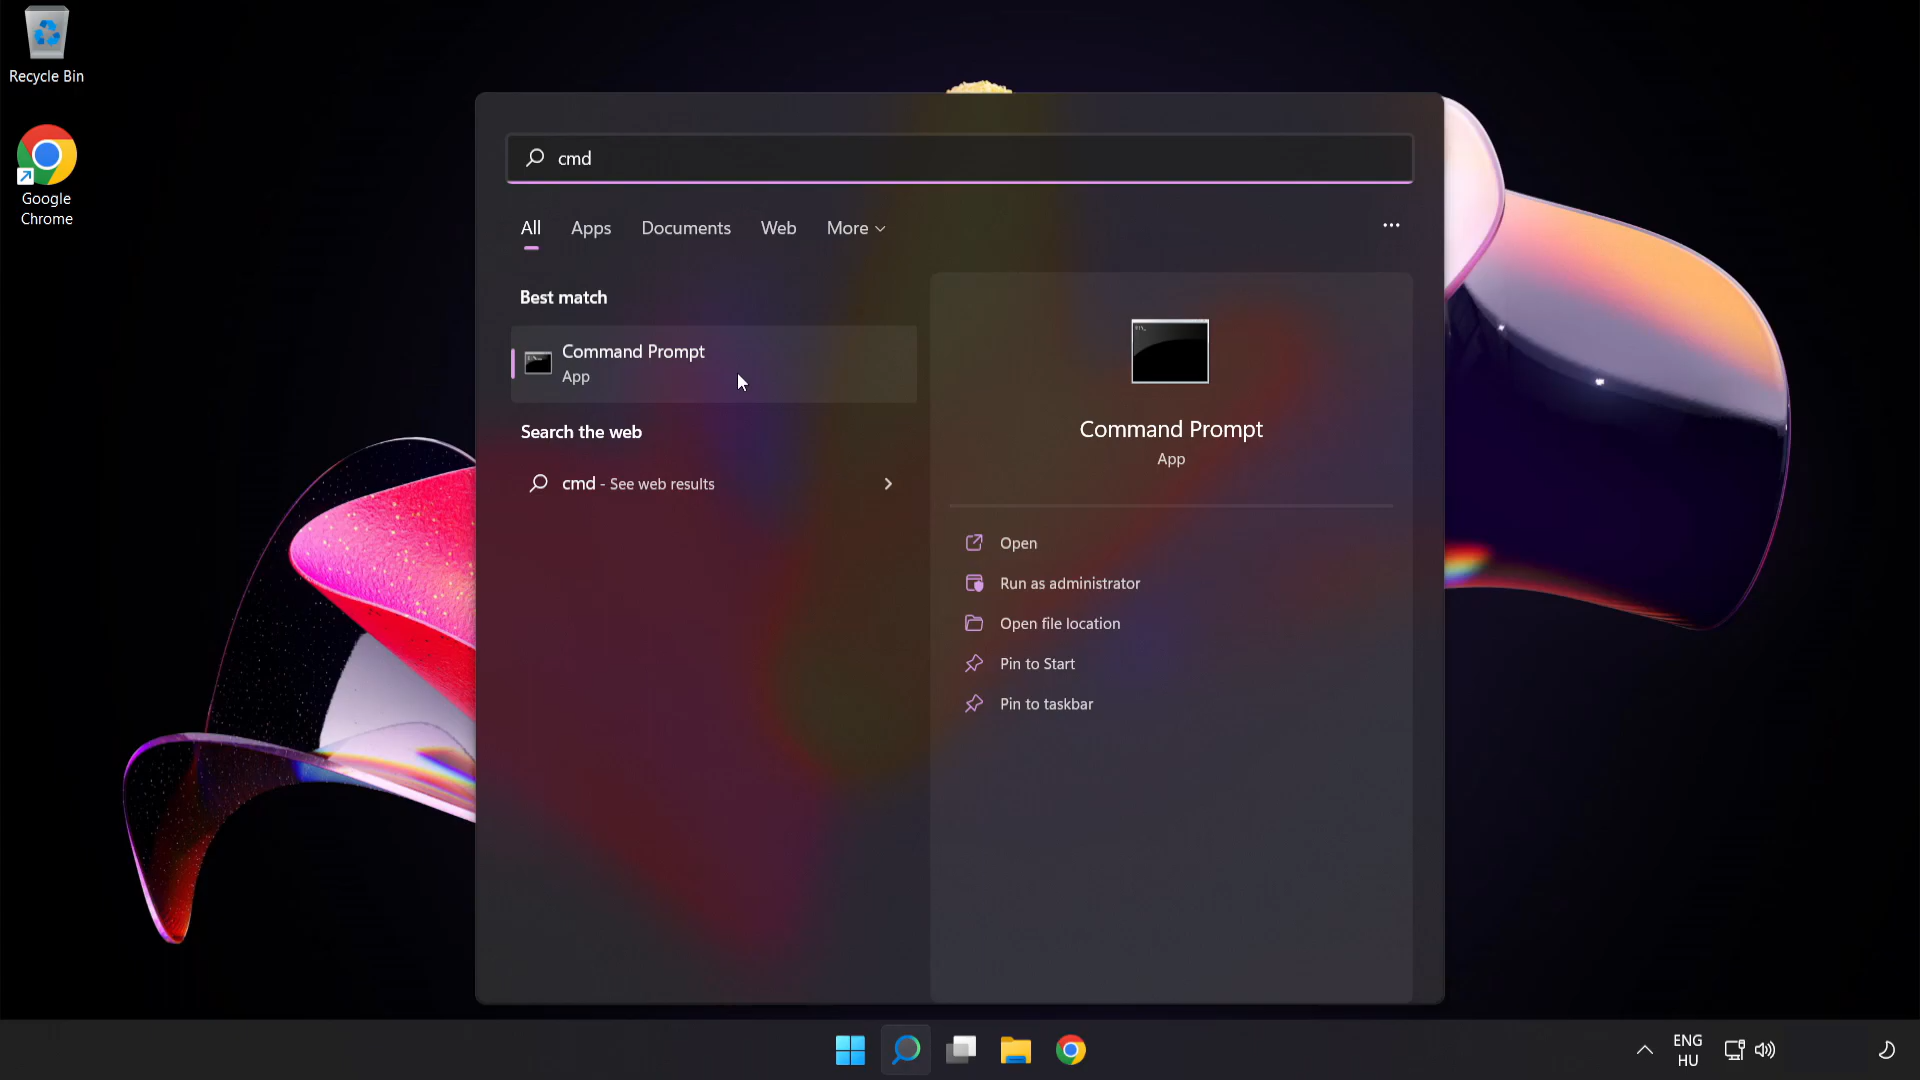 Recycle Bin
Google
Chrome
cmd
All Apps Documents Web More
Best match
Command Prompt
App
Search the web
cmd - See web results
Command Prompt
App
Open
Run as administrator
Open file location
Pin to Start
Pin to taskbar
ENG
HU